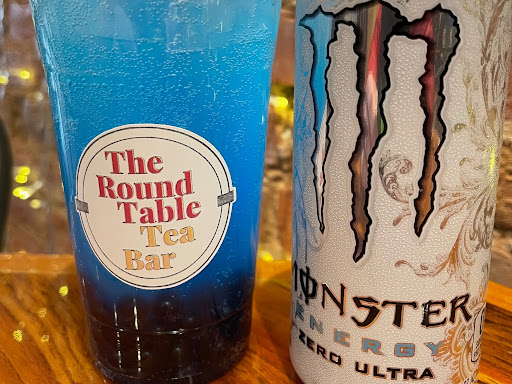 The
Round
Table
Tea
Bar
MONSTER
ENERGY
ZERO ULTRA